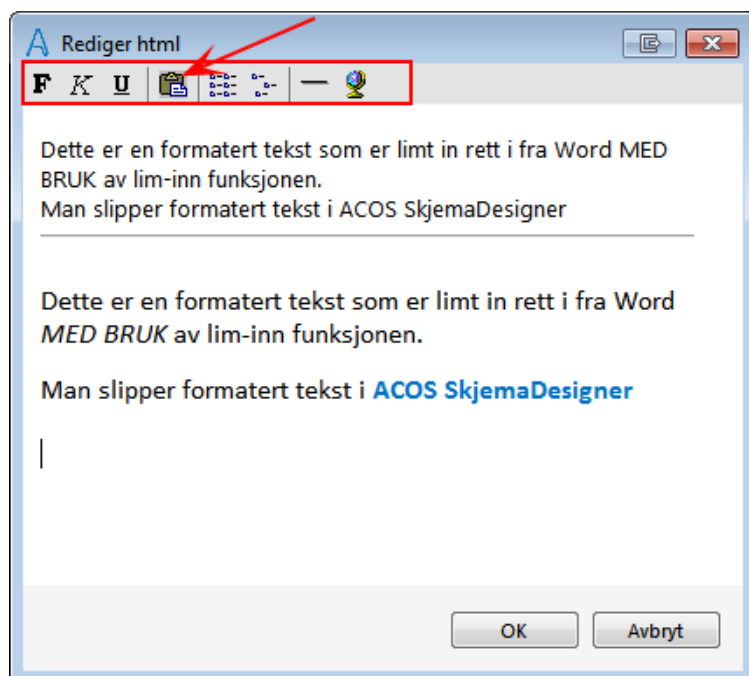 Rediger html
F K U
Dette er en formatert tekst som er limt in rett i fra Word MED
BRUK av lim-inn funksjonen.
Man slipper formatert tekst i ACOS SkjemaDesigner
Dette er en formatert tekst som er limt in rett i fra Word
MED BRUK av lim-inn funksjonen.
Man slipper formatert tekst i ACOS SkjemaDesigner
OK Avbryt